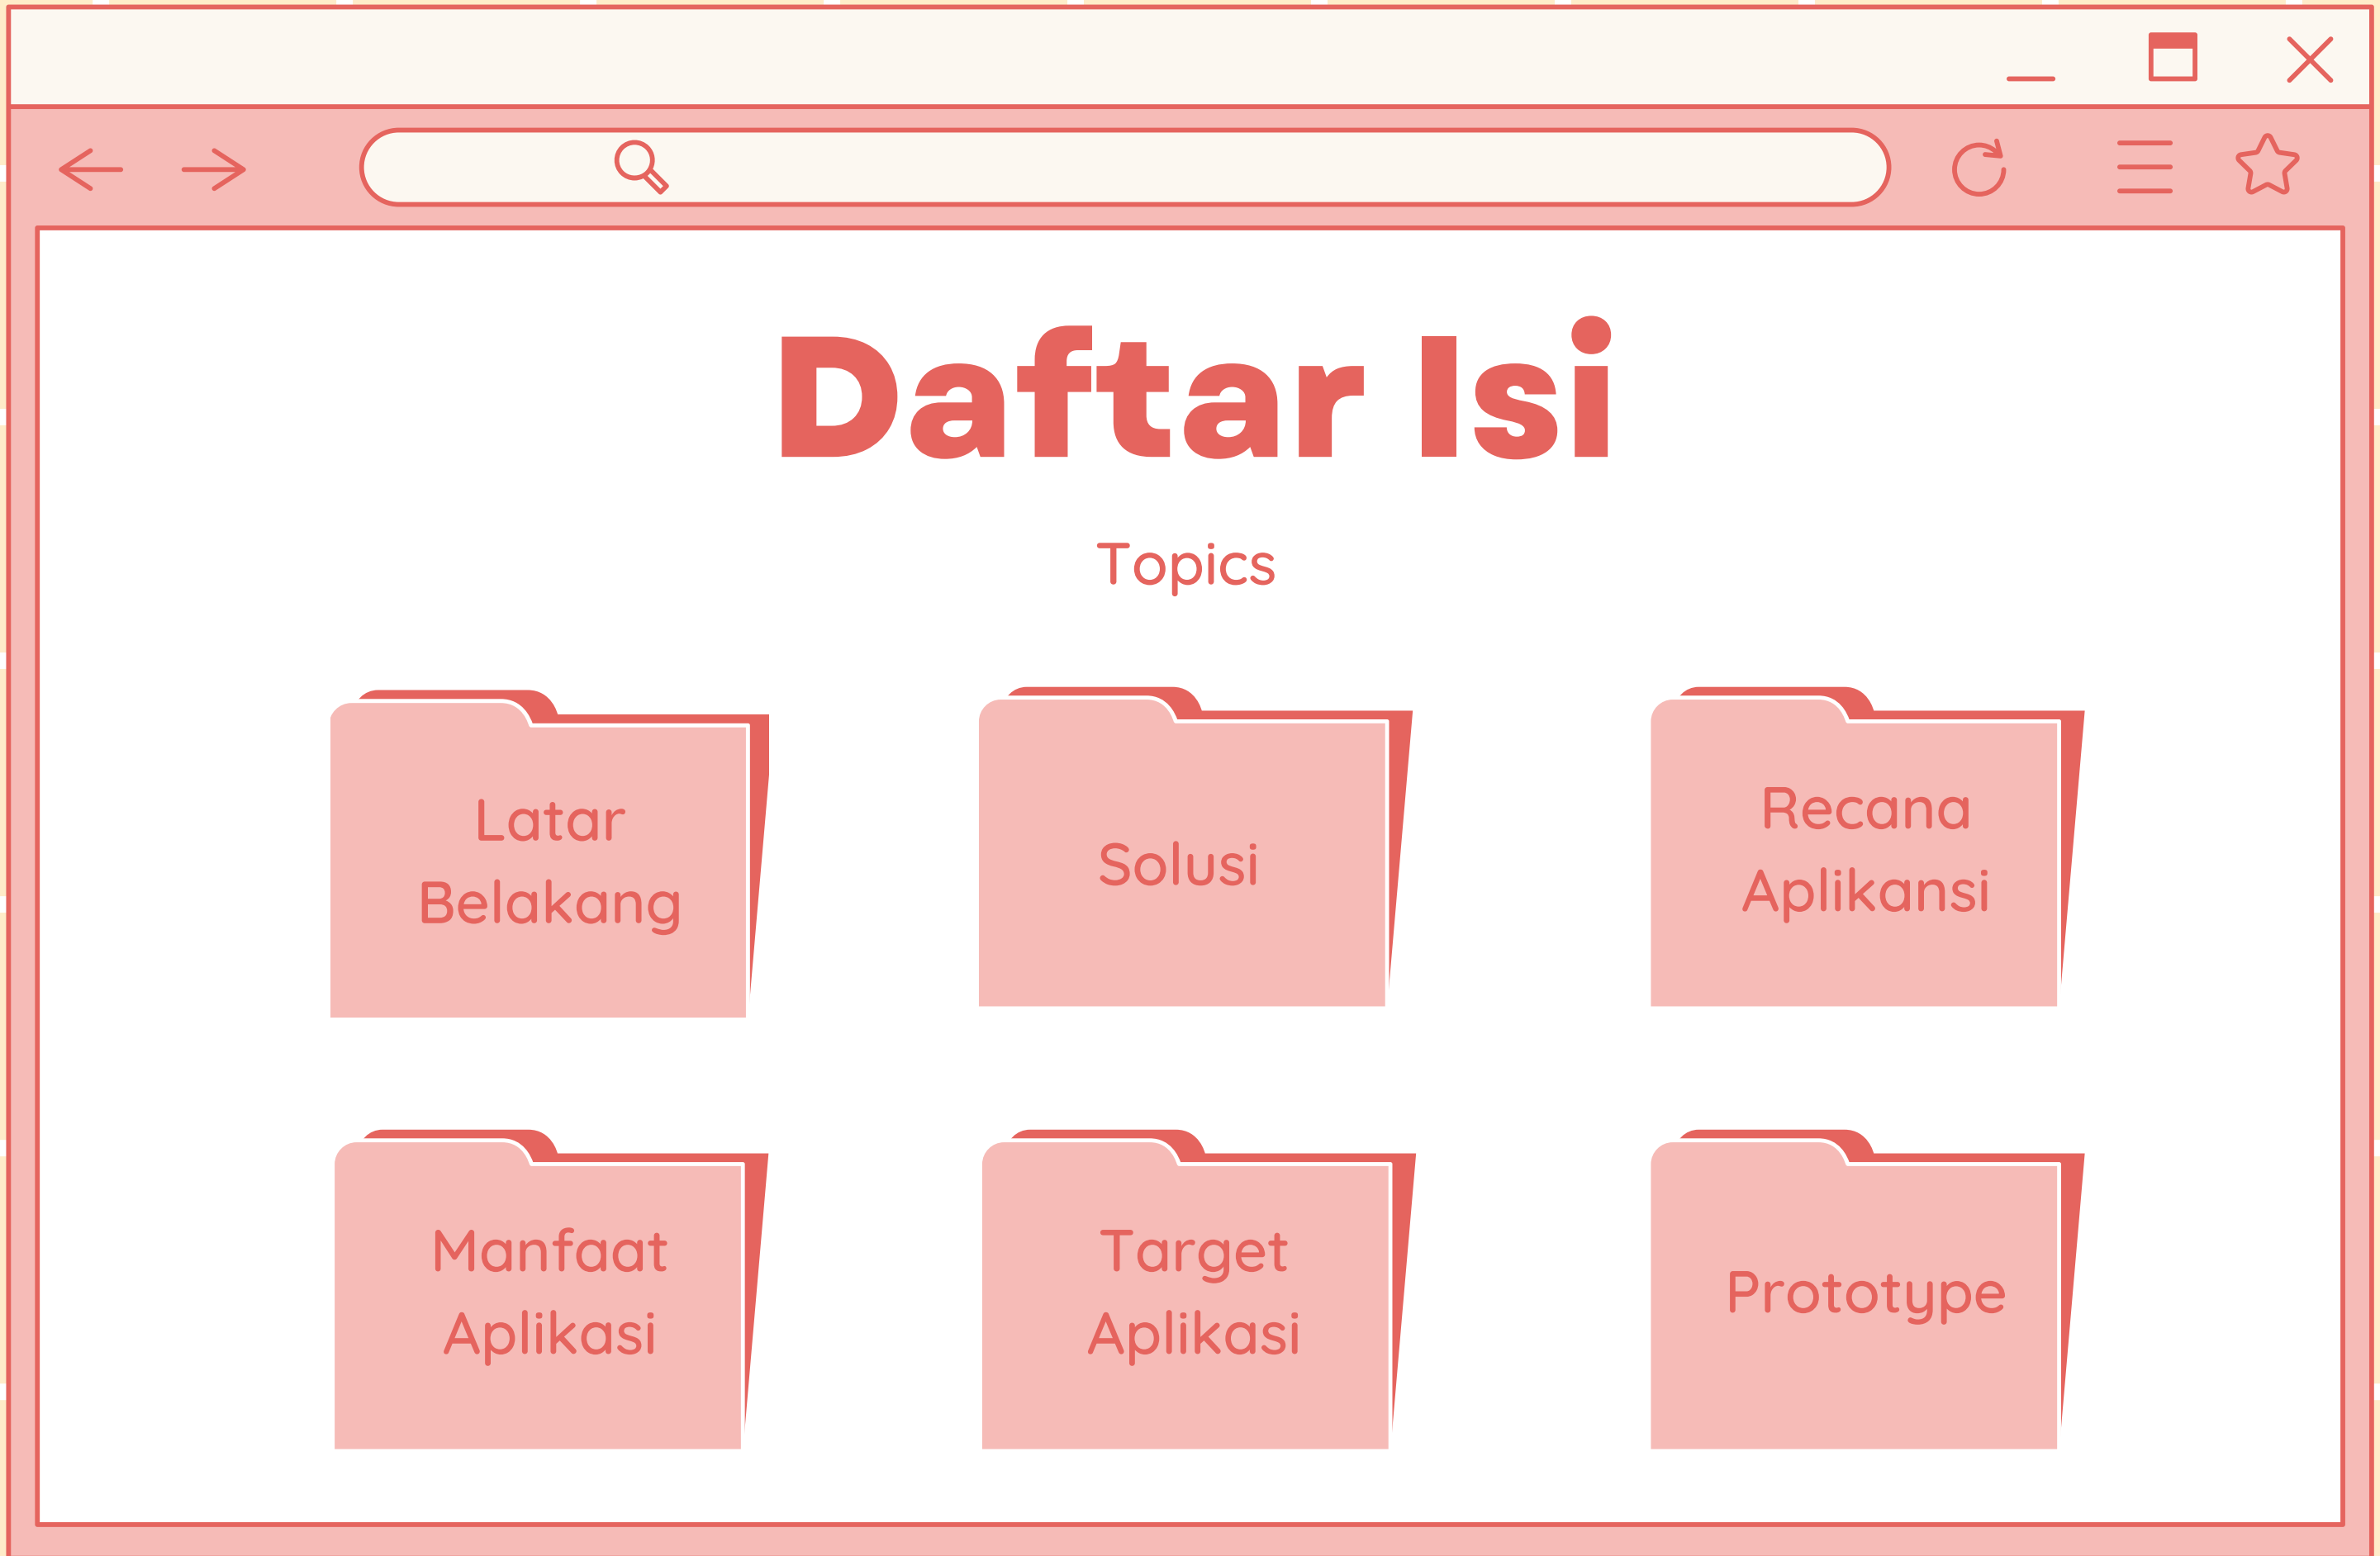 Daftar Isi
Topics
Latar
Belakang
Solusi
Recana
Aplikansi
Manfaat
Aplikasi
Target
Aplikasi
Prototype